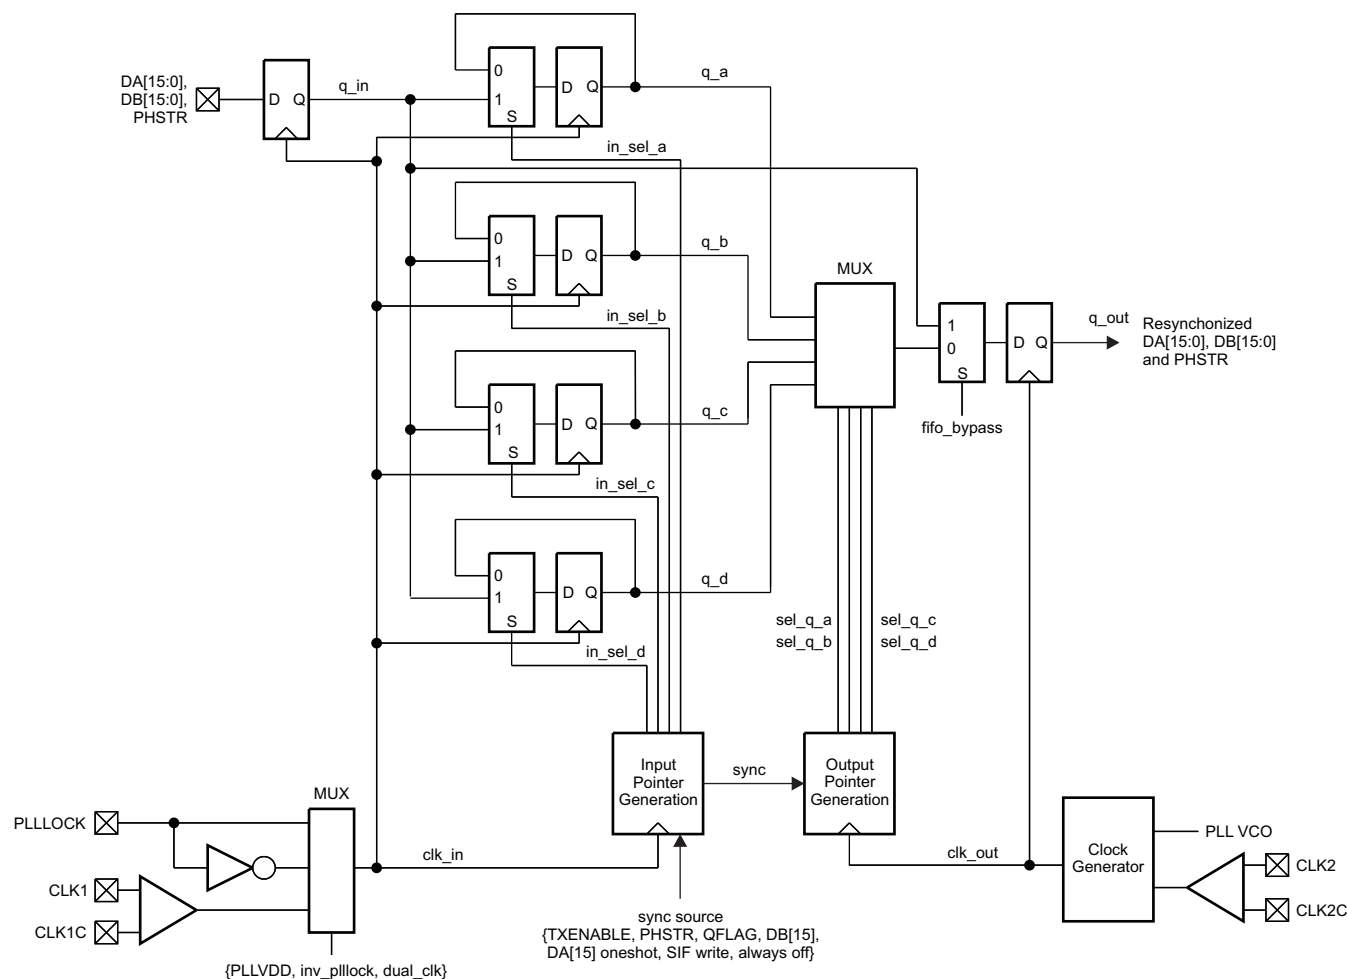 DA[15:0],
DB[15:0],
PHSTR
D Q
q_in
0
1
S
D Q
q_a
in_sel_a
0
1
S
D Q
q_b
in_sel_b
MUX
1
0
S
D Q
q_out
Resynchonized
DA[15:0], DB[15:0]
and PHSTR
fifo_bypass
0
1
S
D Q
q_c
in_sel_c
0
1
S
D Q
q_d
in_sel_d
sel_q_a
sel_q_b
sel_q_c
sel_q_d
Input
Pointer
Generation
sync
Output
Pointer
Generation
MUX
PLLLOCK
CLK1
CLK1C
clk_in
{PLLVDD, inv_plllock, dual_clk}
sync source
{TXENABLE, PHSTR, QFLAG, DB[15],
DA[15] oneshot, SIF write, always off}
clk_out
Clock
Generator
PLL VCO
CLK2
CLK2C